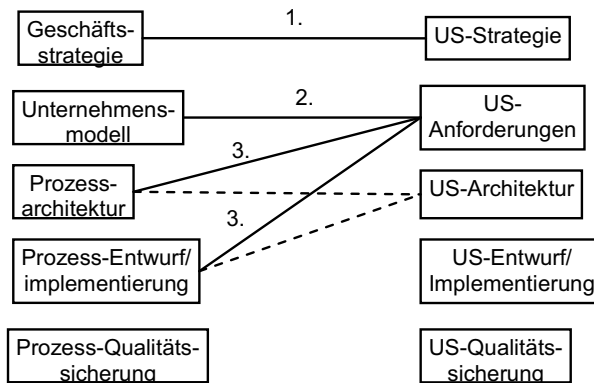 Geschäfts-
strategie
1.
US-Strategie
Unternehmens-
modell
2.
US-
Anforderungen
3.
Prozess-
architektur
US-Architektur
3.
Prozess-Entwurf/
implementierung
US-Entwurf/
Implementierung
Prozess-Qualitäts-
sicherung
US-Qualitäts-
sicherung